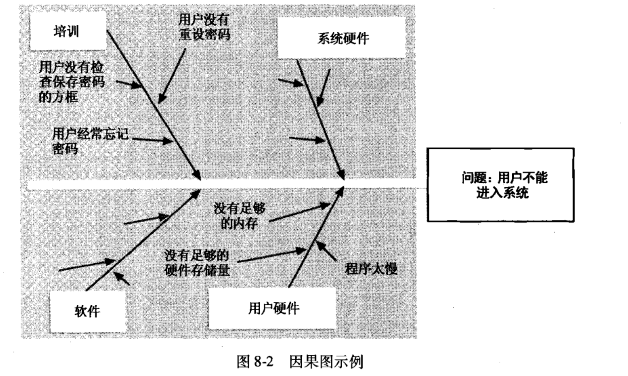 培训
用户没有
重设密码
系统硬件
用户没有检
查保存密码
的方框
用户经常忘记
密码
问题：用户不能
进入系统
没有足够
的内存
没有足够的
硬件存储量
程序太慢
软件
用户硬件
图 8-2 因果图示例